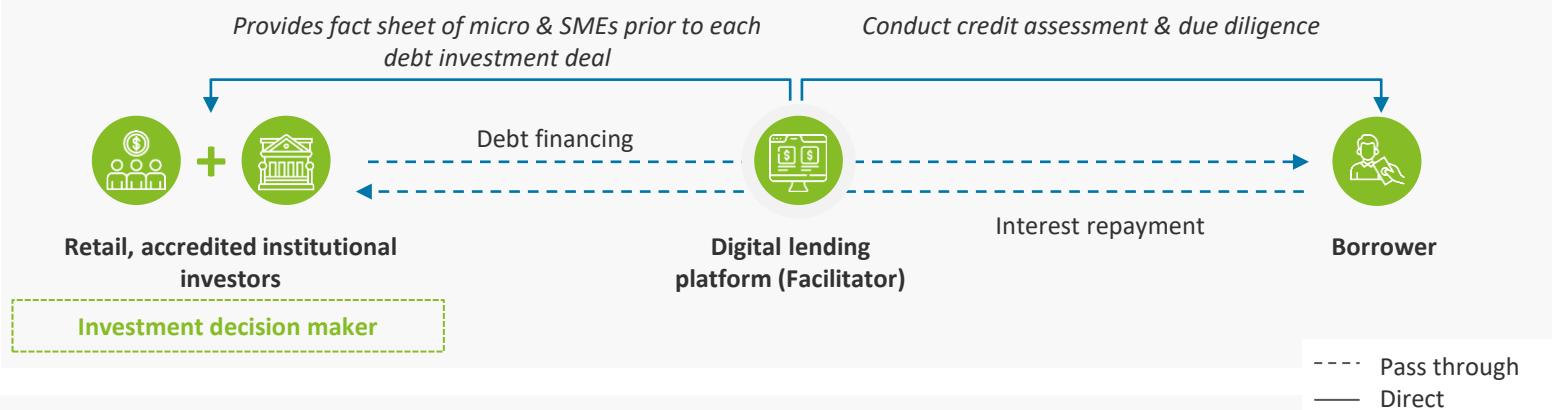 Provides fact sheet of micro & SMEs prior to each
debt investment deal
Conduct credit assessment & due diligence
Debt financing
Interest repayment
Retail, accredited institutional
investors
Digital lending
platform (Facilitator)
Borrower
Investment decision maker
Pass through
Direct